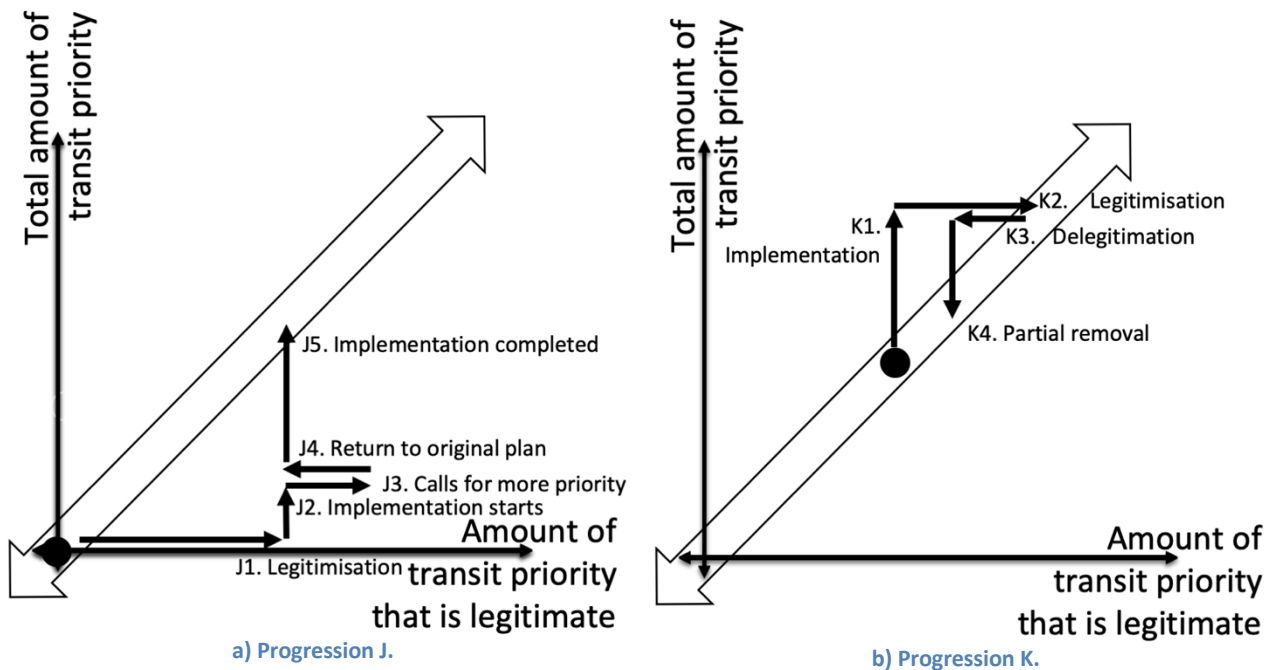 Total amount of
transit priority
J5. Implementation completed
J4. Return to original plan
J3. Calls for more priority
J2. Implementation starts
J1. Legitimisation
Amount of
transit priority
that is legitimate
a) Progression J.
Total amount of
transit priority
K2. Legitimisation
K1.
Implementation
K3. Delegitimation
K4. Partial removal
Amount of
transit priority
that is legitimate
b) Progression K.